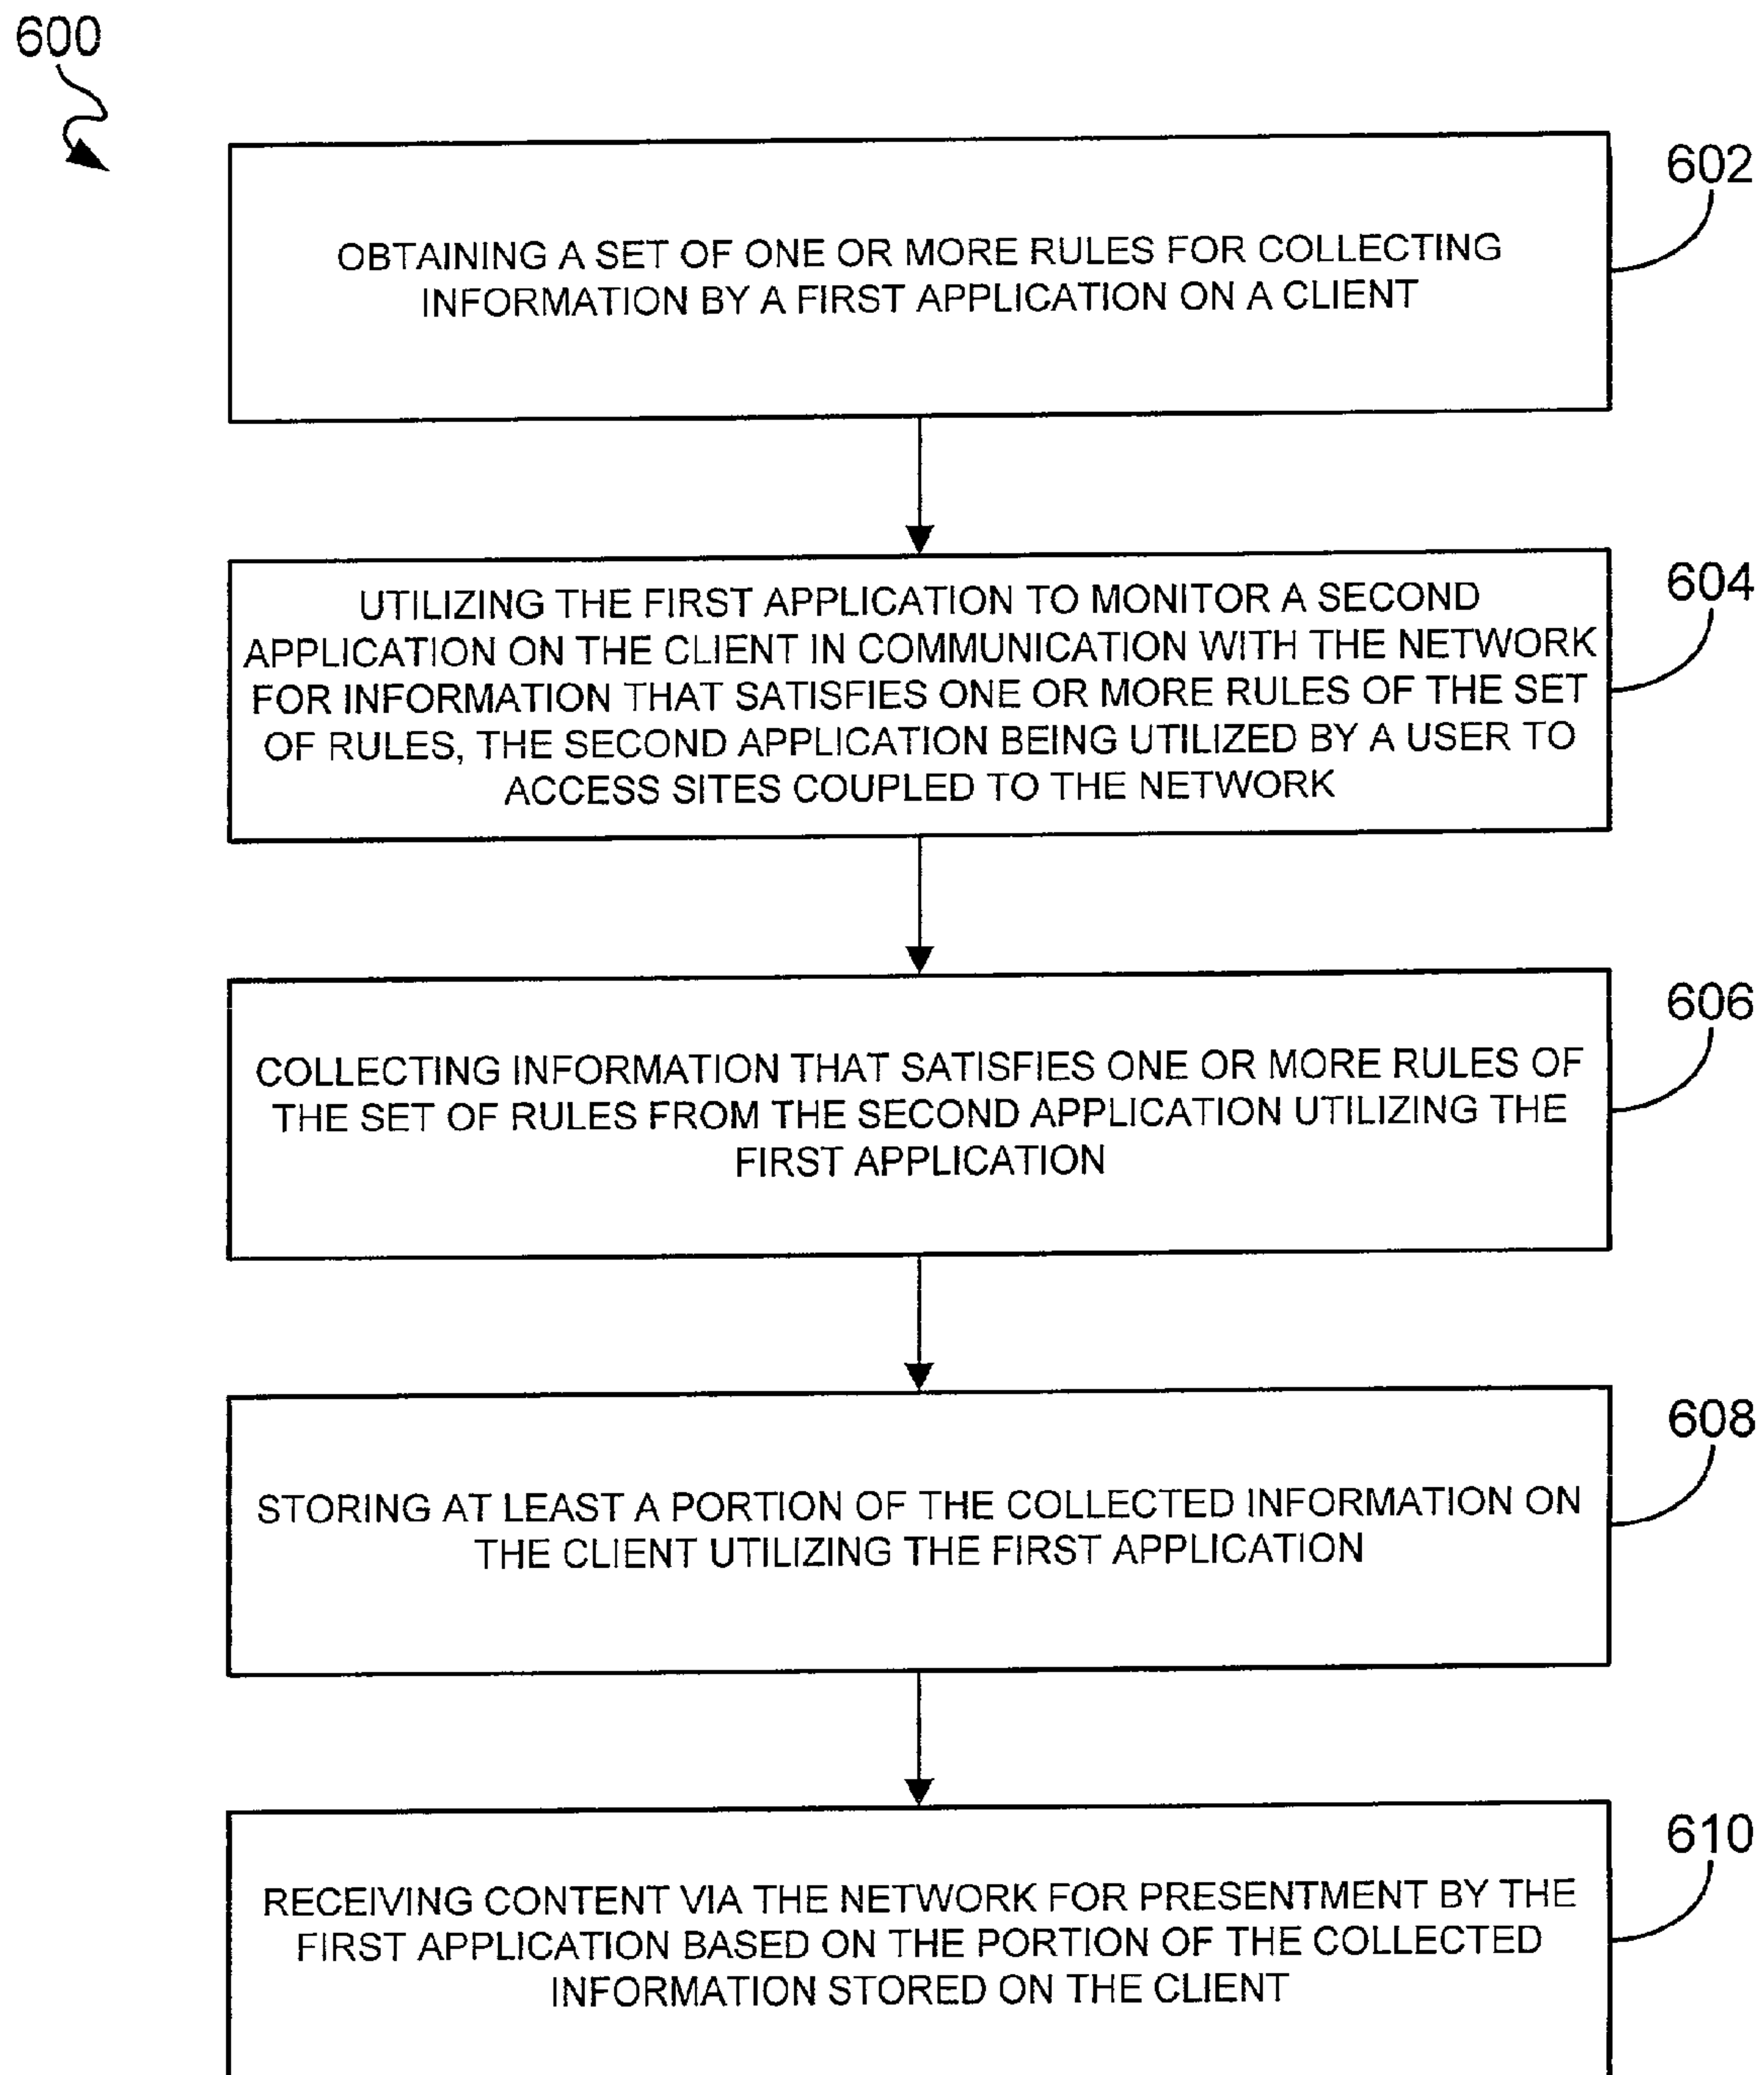 600
602
OBTAINING A SET OF ONE OR MORE RULES FOR COLLECTING
INFORMATION BY A FIRST APPLICATION ON A CLIENT
604
UTILIZING THE FIRST APPLICATION TO MONITOR A SECOND
APPLICATION ON THE CLIENT IN COMMUNICATION WITH THE NETWORK
FOR INFORMATION THAT SATISFIES ONE OR MORE RULES OF THE SET
OF RULES, THE SECOND APPLICATION BEING UTILIZED BY A USER TO
ACCESS SITES COUPLED TO THE NETWORK
606
COLLECTING INFORMATION THAT SATISFIES ONE OR MORE RULES OF
THE SET OF RULES FROM THE SECOND APPLICATION UTILIZING THE
FIRST APPLICATION
608
STORING AT LEAST A PORTION OF THE COLLECTED INFORMATION ON
THE CLIENT UTILIZING THE FIRST APPLICATION
610
RECEIVING CONTENT VIA THE NETWORK FOR PRESENTMENT BY THE
FIRST APPLICATION BASED ON THE PORTION OF THE COLLECTED
INFORMATION STORED ON THE CLIENT